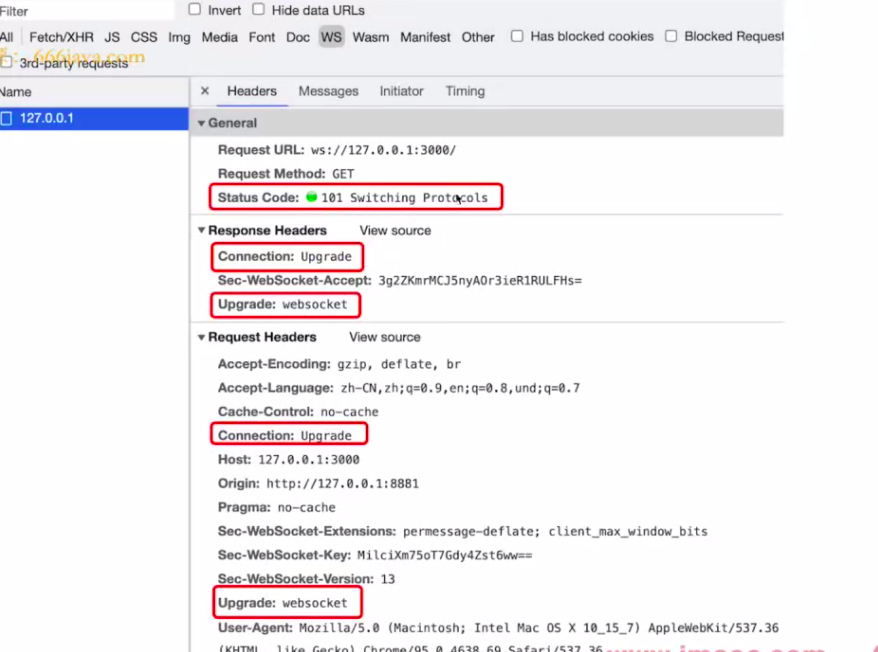 Filter Invert Hide data URLs
All Fetch/XHR JS CSS Img Media Font Doc WS Wasm Manifest Other Has blocked cookies Blocked Request
666java.com
3rd-party requests
Name
× Headers Messages Initiator Timing
127.0.0.1
General
Request URL: ws://127.0.0.1:3000/
Request Method: GET
Status Code: 101 Switching Protocols
Response Headers View source
Connection: Upgrade
Sec-WebSocket-Accept: 3g2ZKmrMCJ5nyAOr3ieR1RULFHs=
Upgrade: websocket
Request Headers View source
Accept-Encoding: gzip, deflate, br
Accept-Language: zh-CN,zh;q=0.9,en;q=0.8,und;q=0.7
Cache-Control: no-cache
Connection: Upgrade
Host: 127.0.0.1:3000
Origin: http://127.0.0.1:8881
Pragma: no-cache
Sec-WebSocket-Extensions: permessage-deflate; client_max_window_bits
Sec-WebSocket-Key: MilciXm75oT7Gdy4Zst6ww==
Sec-WebSocket-Version: 13
Upgrade: websocket
User-Agent: Mozilla/5.0 (Macintosh; Intel Mac OS X 10_15_7) AppleWebKit/537.36
(KHTML, like Gecko) Chrome/95.0.4638.69 Safari/537.36